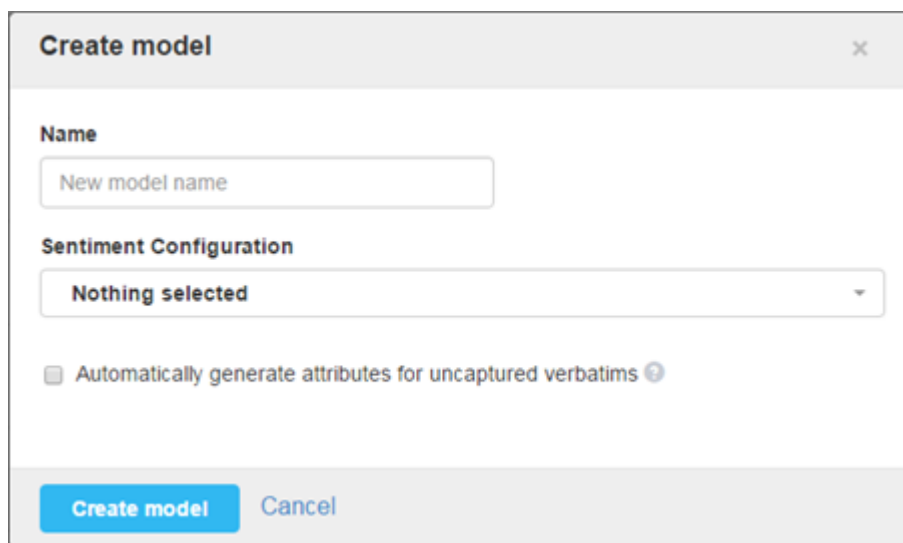 Create model
Name
New model name
Sentiment Configuration
Nothing selected
Automatically generate attributes for uncaptured verbatims ?
Create model Cancel